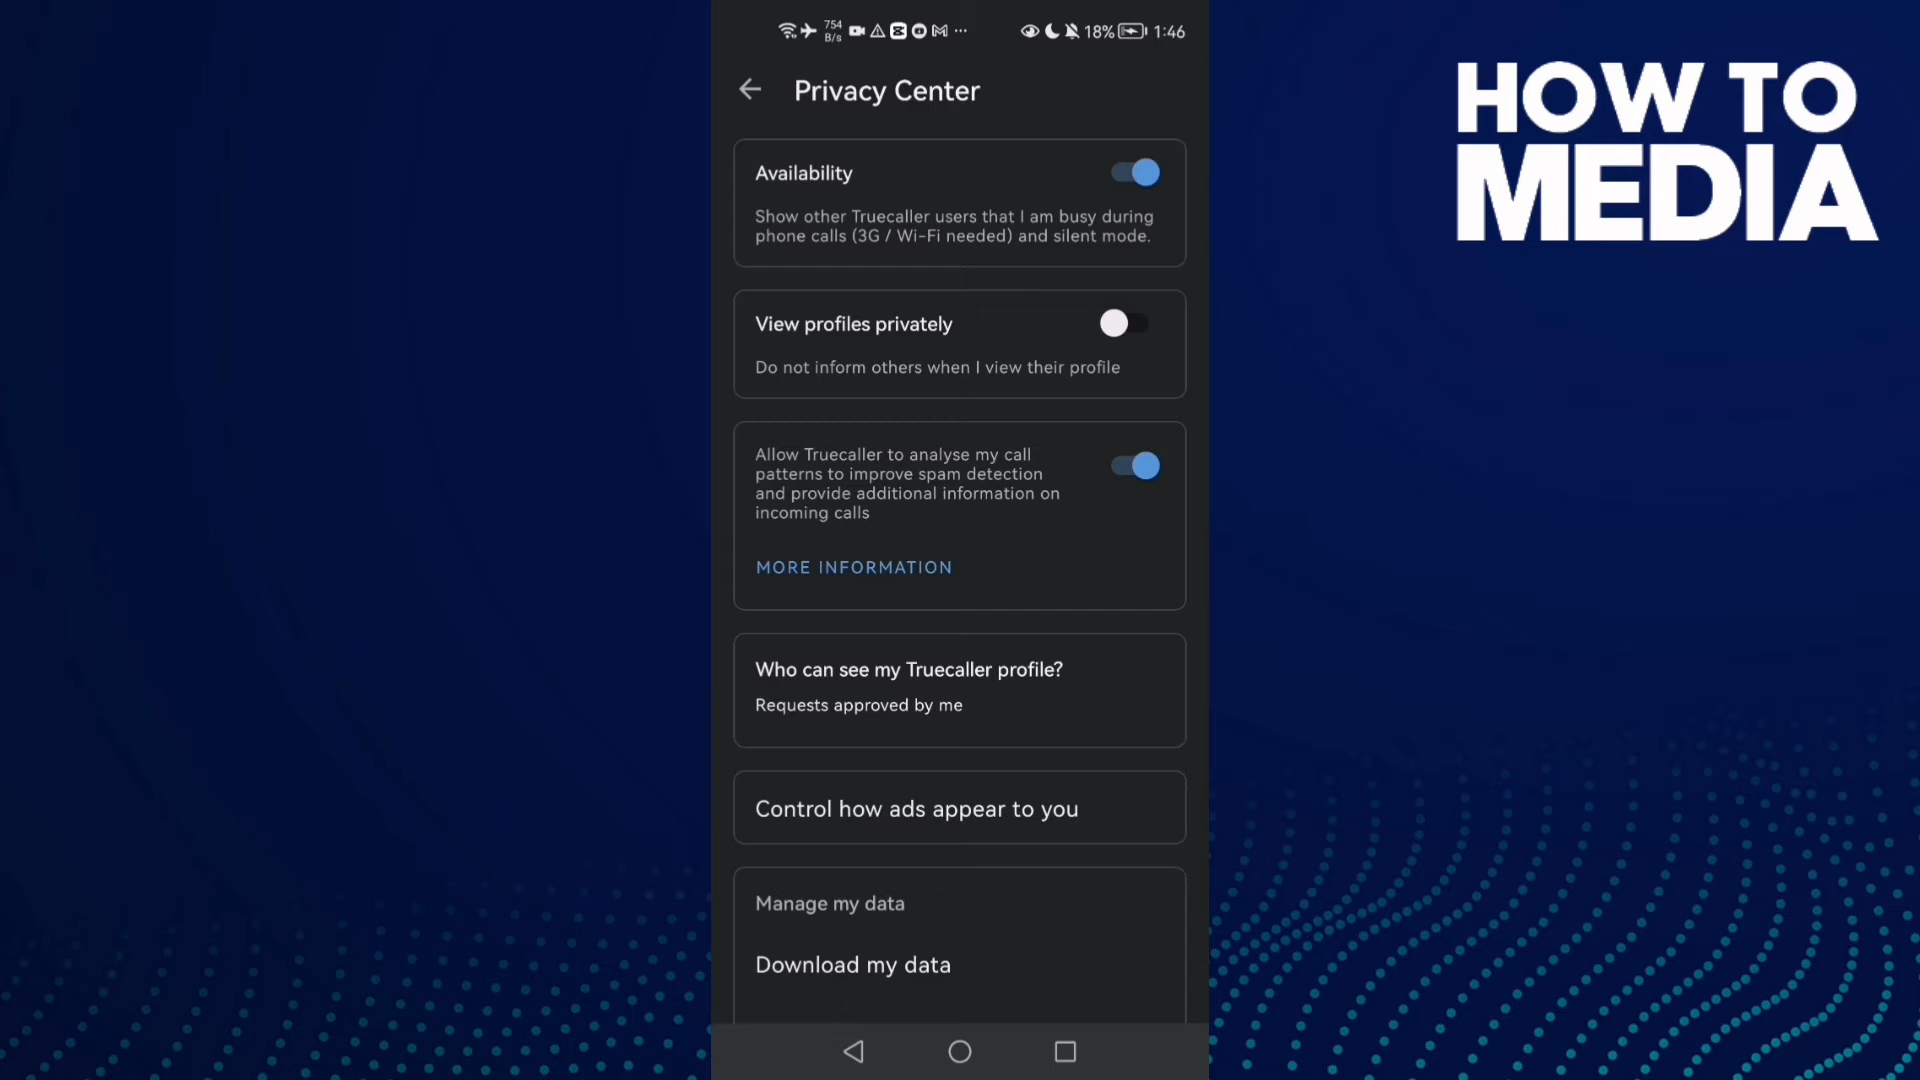 754
B/s
18%
1:46
Privacy Center
HOW TO
MEDIA
Availability
Show other Truecaller users that I am busy during
phone calls (3G / Wi-Fi needed) and silent mode.
View profiles privately
Do not inform others when I view their profile
Allow Truecaller to analyse my call
patterns to improve spam detection
and provide additional information on
incoming calls
MORE INFORMATION
Who can see my Truecaller profile?
Requests approved by me
Control how ads appear to you
Manage my data
Download my data